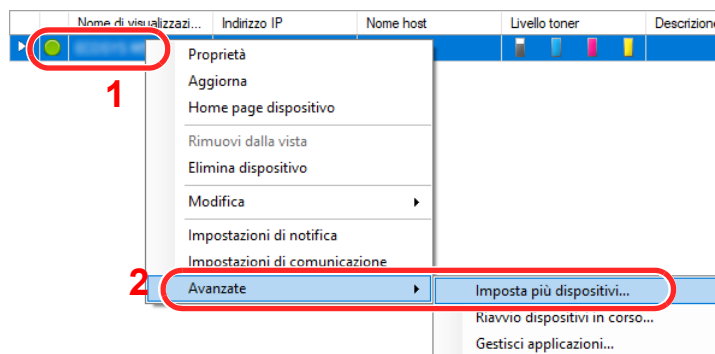 Nome di visualizzazi... Indirizzo IP Nome host Livello toner Descrizione
1
Proprietà
Aggiorna
Home page dispositivo
Rimuovi dalla vista
Elimina dispositivo
Modifica
Impostazioni di notifica
Impostazioni di comunicazione
2
Avanzate Imposta più dispositivi...
Riavvio dispositivi in corso...
Gestisci applicazioni...